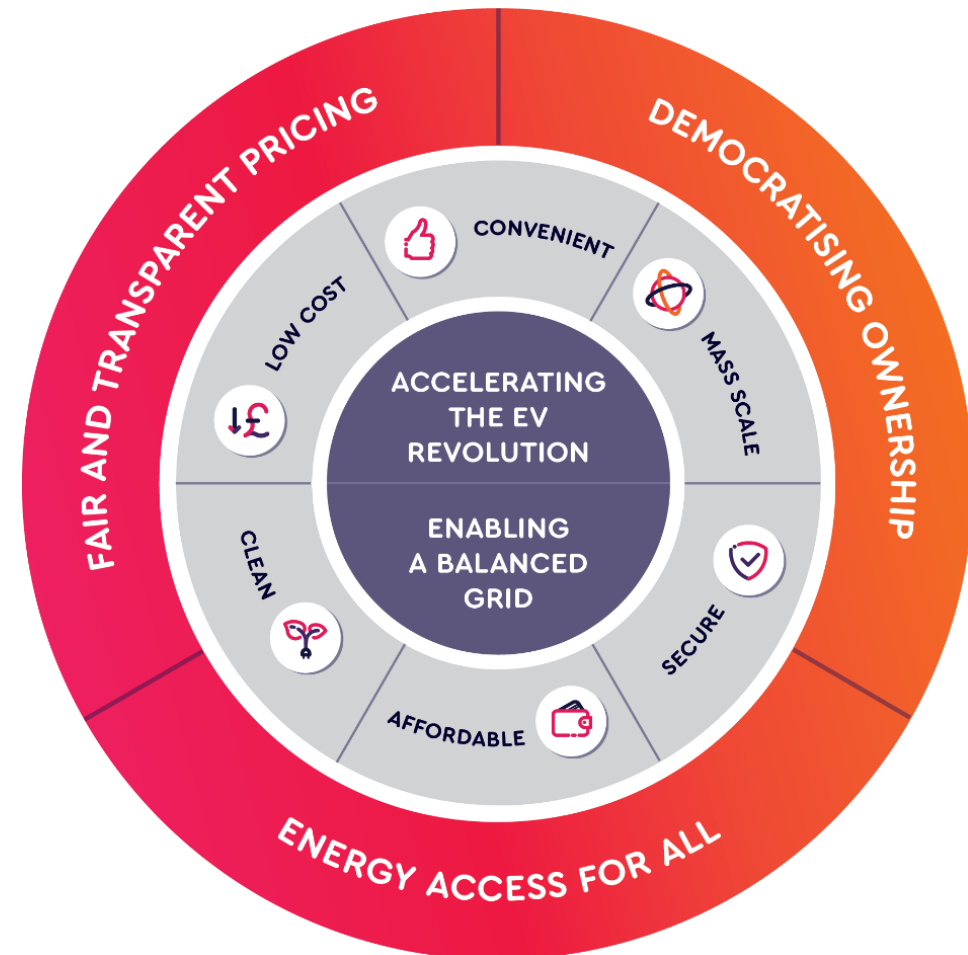 FAIR AND TRANSPARENT PRICING
DEMOCRATISING OWNERSHIP
ENERGY ACCESS FOR ALL
CONVENIENT
MASS SCALE
SECURE
AFFORDABLE
CLEAN
LOW COST
↓£
ACCELERATING
THE EV
REVOLUTION
ENABLING
A BALANCED
GRID